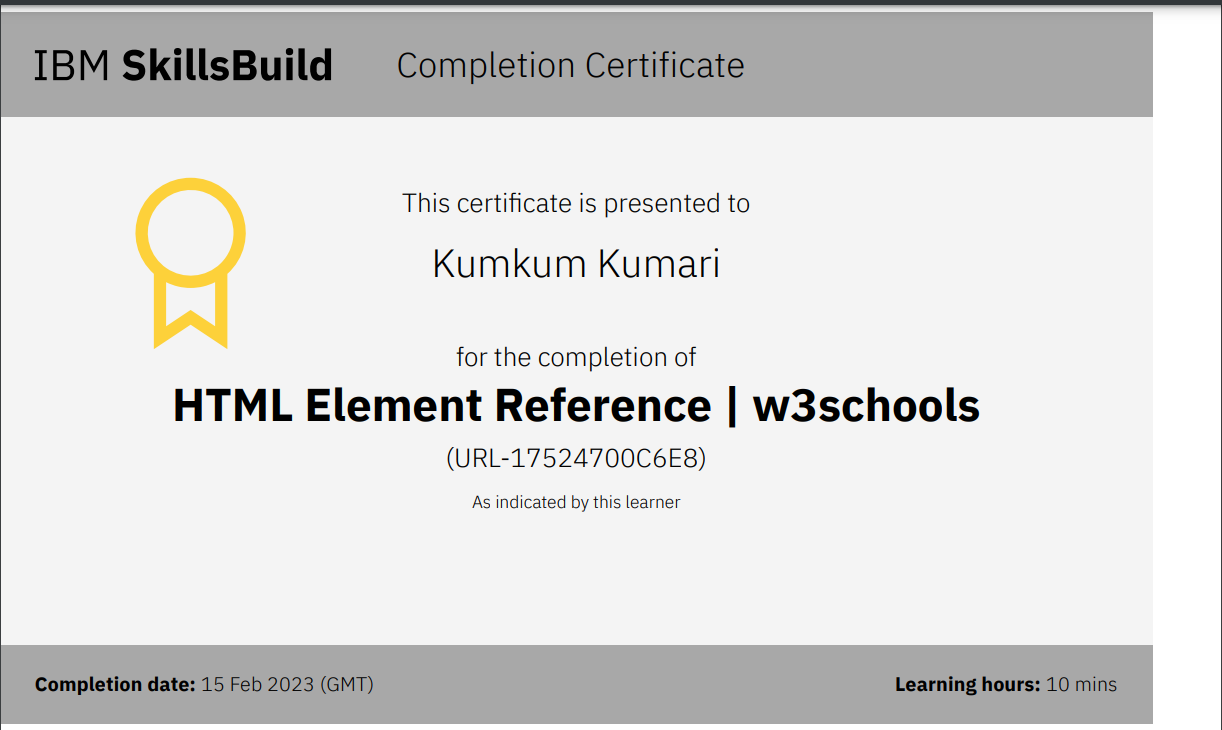 IBM SkillsBuild Completion Certificate
This certificate is presented to
Kumkum Kumari
for the completion of
HTML Element Reference | w3schools
(URL-17524700C6E8)
As indicated by this learner
Completion date: 15 Feb 2023 (GMT) Learning hours: 10 mins